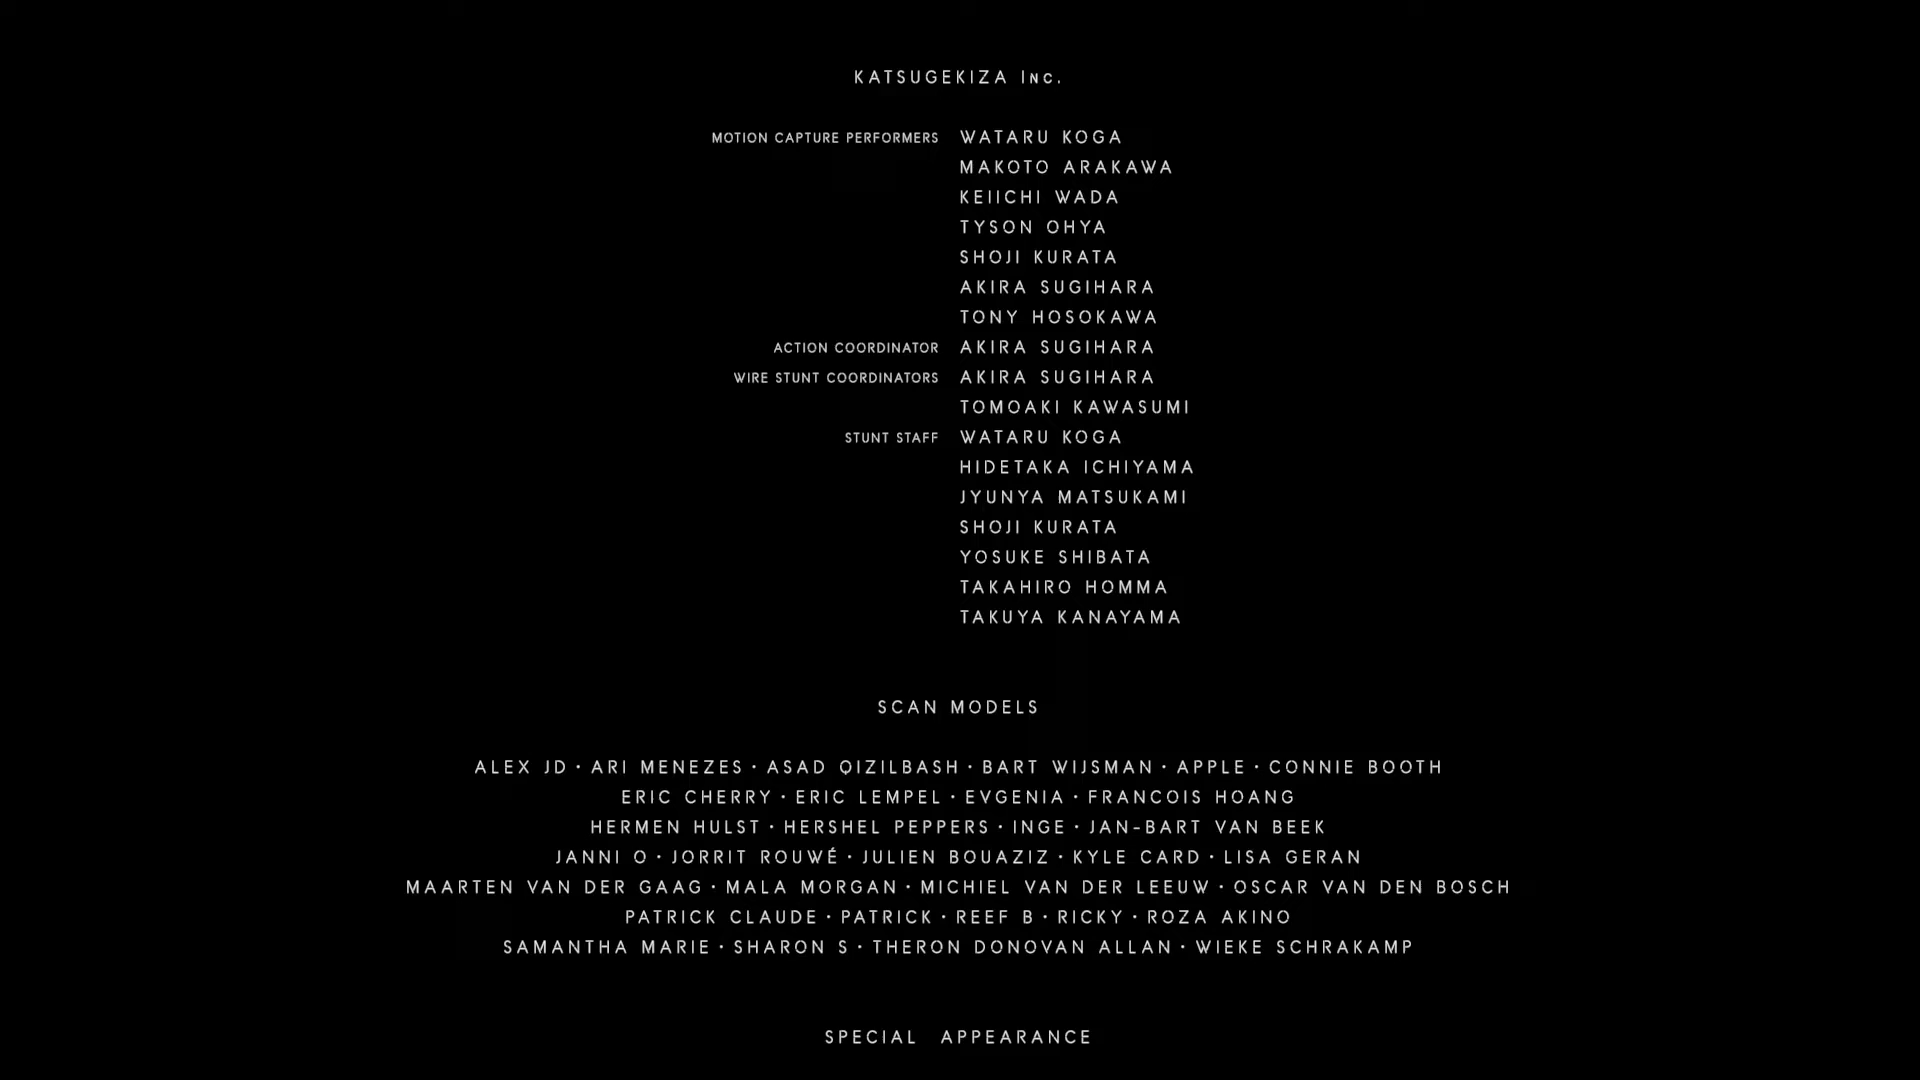 KATSUGEKIZA Inc.
MOTION CAPTURE PERFORMERS WATARU KOGA
MAKOTO ARAKAWA
KEIICHI WADA
TYSON OHYA
SHOJI KURATA
AKIRA SUGIHARA
TONY HOSOKAWA
ACTION COORDINATOR AKIRA SUGIHARA
WIRE STUNT COORDINATORS AKIRA SUGIHARA
TOMOAKI KAWASUMI
STUNT STAFF WATARU KOGA
HIDETAKA ICHIYAMA
JYUNYA MATSUKAMI
SHOJI KURATA
YOSUKE SHIBATA
TAKAHIRO HOMMA
TAKUYA KANAYAMA
SCAN MODELS
ALEX JD・ARI MENEZES・ASAD QIZILBASH・BART WIJSMAN・APPLE・CONNIE BOOTH
ERIC CHERRY・ERIC LEMPEL・EVGENIA・FRANCOIS HOANG
HERMEN HULST・HERSHEL PEPPERS・INGE・JAN-BART VAN BEEK
JANNI O・JORRIT ROUWÉ・JULIEN BOUAZIZ・KYLE CARD・LISA GERAN
MAARTEN VAN DER GAAG・MALA MORGAN・MICHIEL VAN DER LEEUW・OSCAR VAN DEN BOSCH
PATRICK CLAUDE・PATRICK・REEF B・RICKY・ROZA AKINO
SAMANTHA MARIE・SHARON S・THERON DONOVAN ALLAN・WIEKE SCHRAKAMP
SPECIAL APPEARANCE